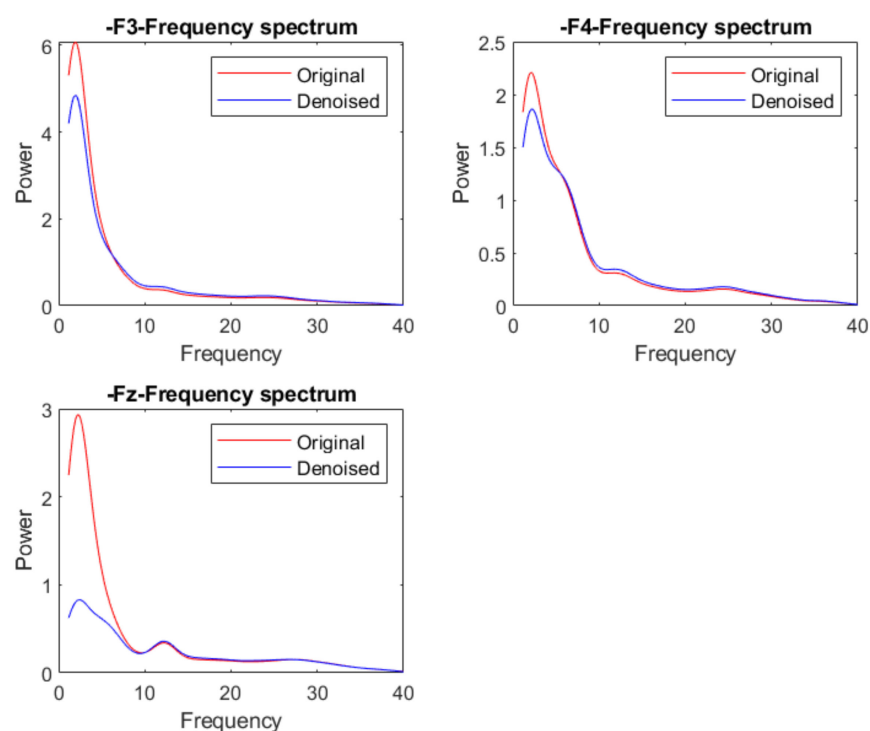 -F3-Frequency spectrum
6
4
2
0
Power
Original
Denoised
0 10 20 30 40
Frequency
-F4-Frequency spectrum
2.5
2
1.5
1
0.5
0
Power
Original
Denoised
0 10 20 30 40
Frequency
-Fz-Frequency spectrum
3
2
1
0
Power
Original
Denoised
0 10 20 30 40
Frequency